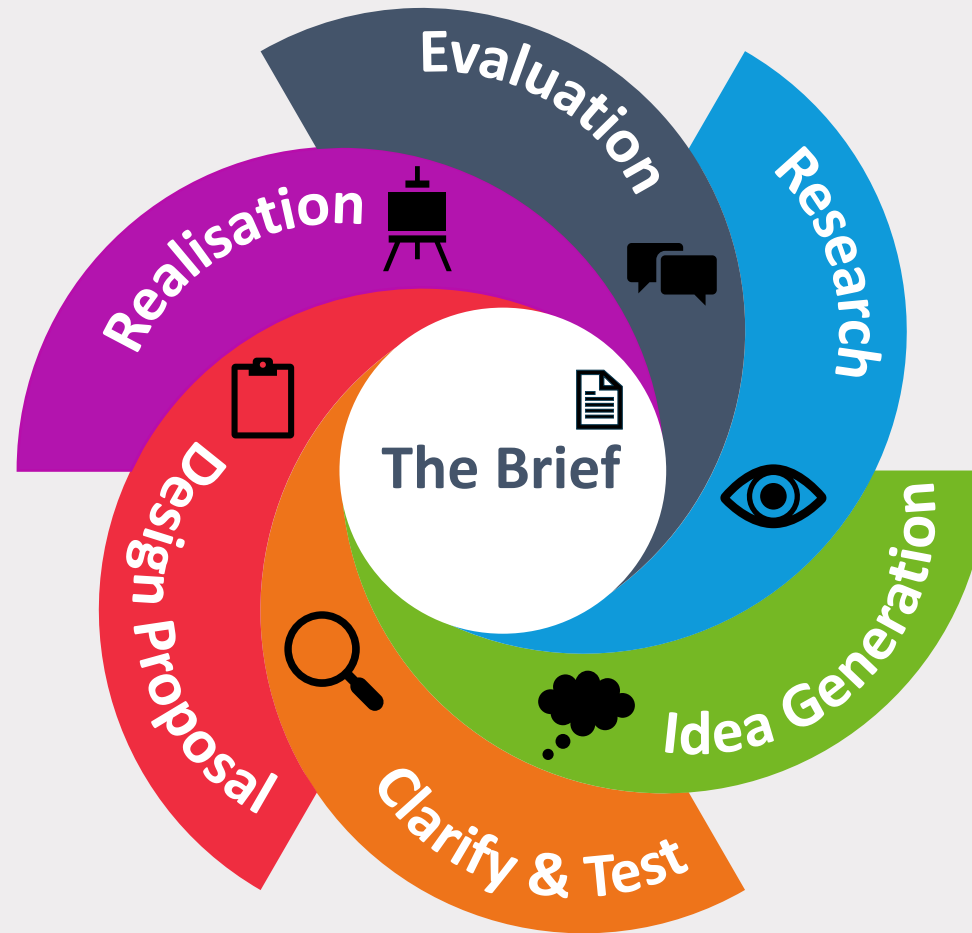 The Brief
Research
Idea Generation
Clarify & Test
Design Proposal
Realisation
Evaluation